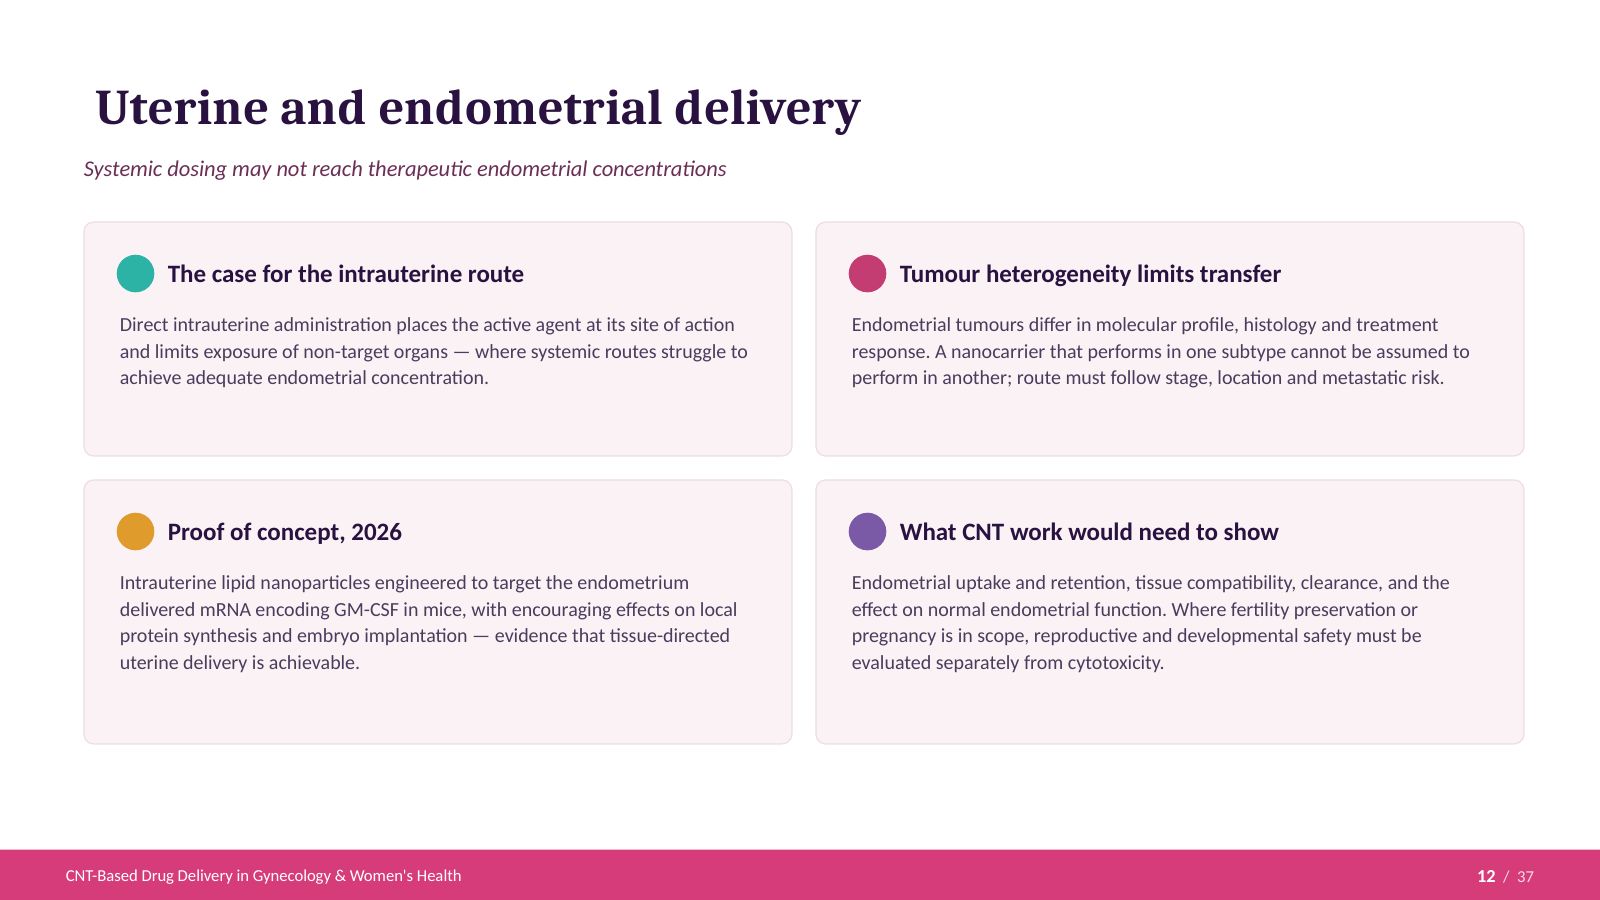 Uterine and endometrial delivery
Systemic dosing may not reach therapeutic endometrial concentrations
The case for the intrauterine route
Direct intrauterine administration places the active agent at its site of action
and limits exposure of non-target organs — where systemic routes struggle to
achieve adequate endometrial concentration.
Tumour heterogeneity limits transfer
Endometrial tumours differ in molecular profile, histology and treatment
response. A nanocarrier that performs in one subtype cannot be assumed to
perform in another; route must follow stage, location and metastatic risk.
Proof of concept, 2026
Intrauterine lipid nanoparticles engineered to target the endometrium
delivered mRNA encoding GM-CSF in mice, with encouraging effects on local
protein synthesis and embryo implantation — evidence that tissue-directed
uterine delivery is achievable.
What CNT work would need to show
Endometrial uptake and retention, tissue compatibility, clearance, and the
effect on normal endometrial function. Where fertility preservation or
pregnancy is in scope, reproductive and developmental safety must be
evaluated separately from cytotoxicity.
CNT-Based Drug Delivery in Gynecology & Women's Health
12 / 37